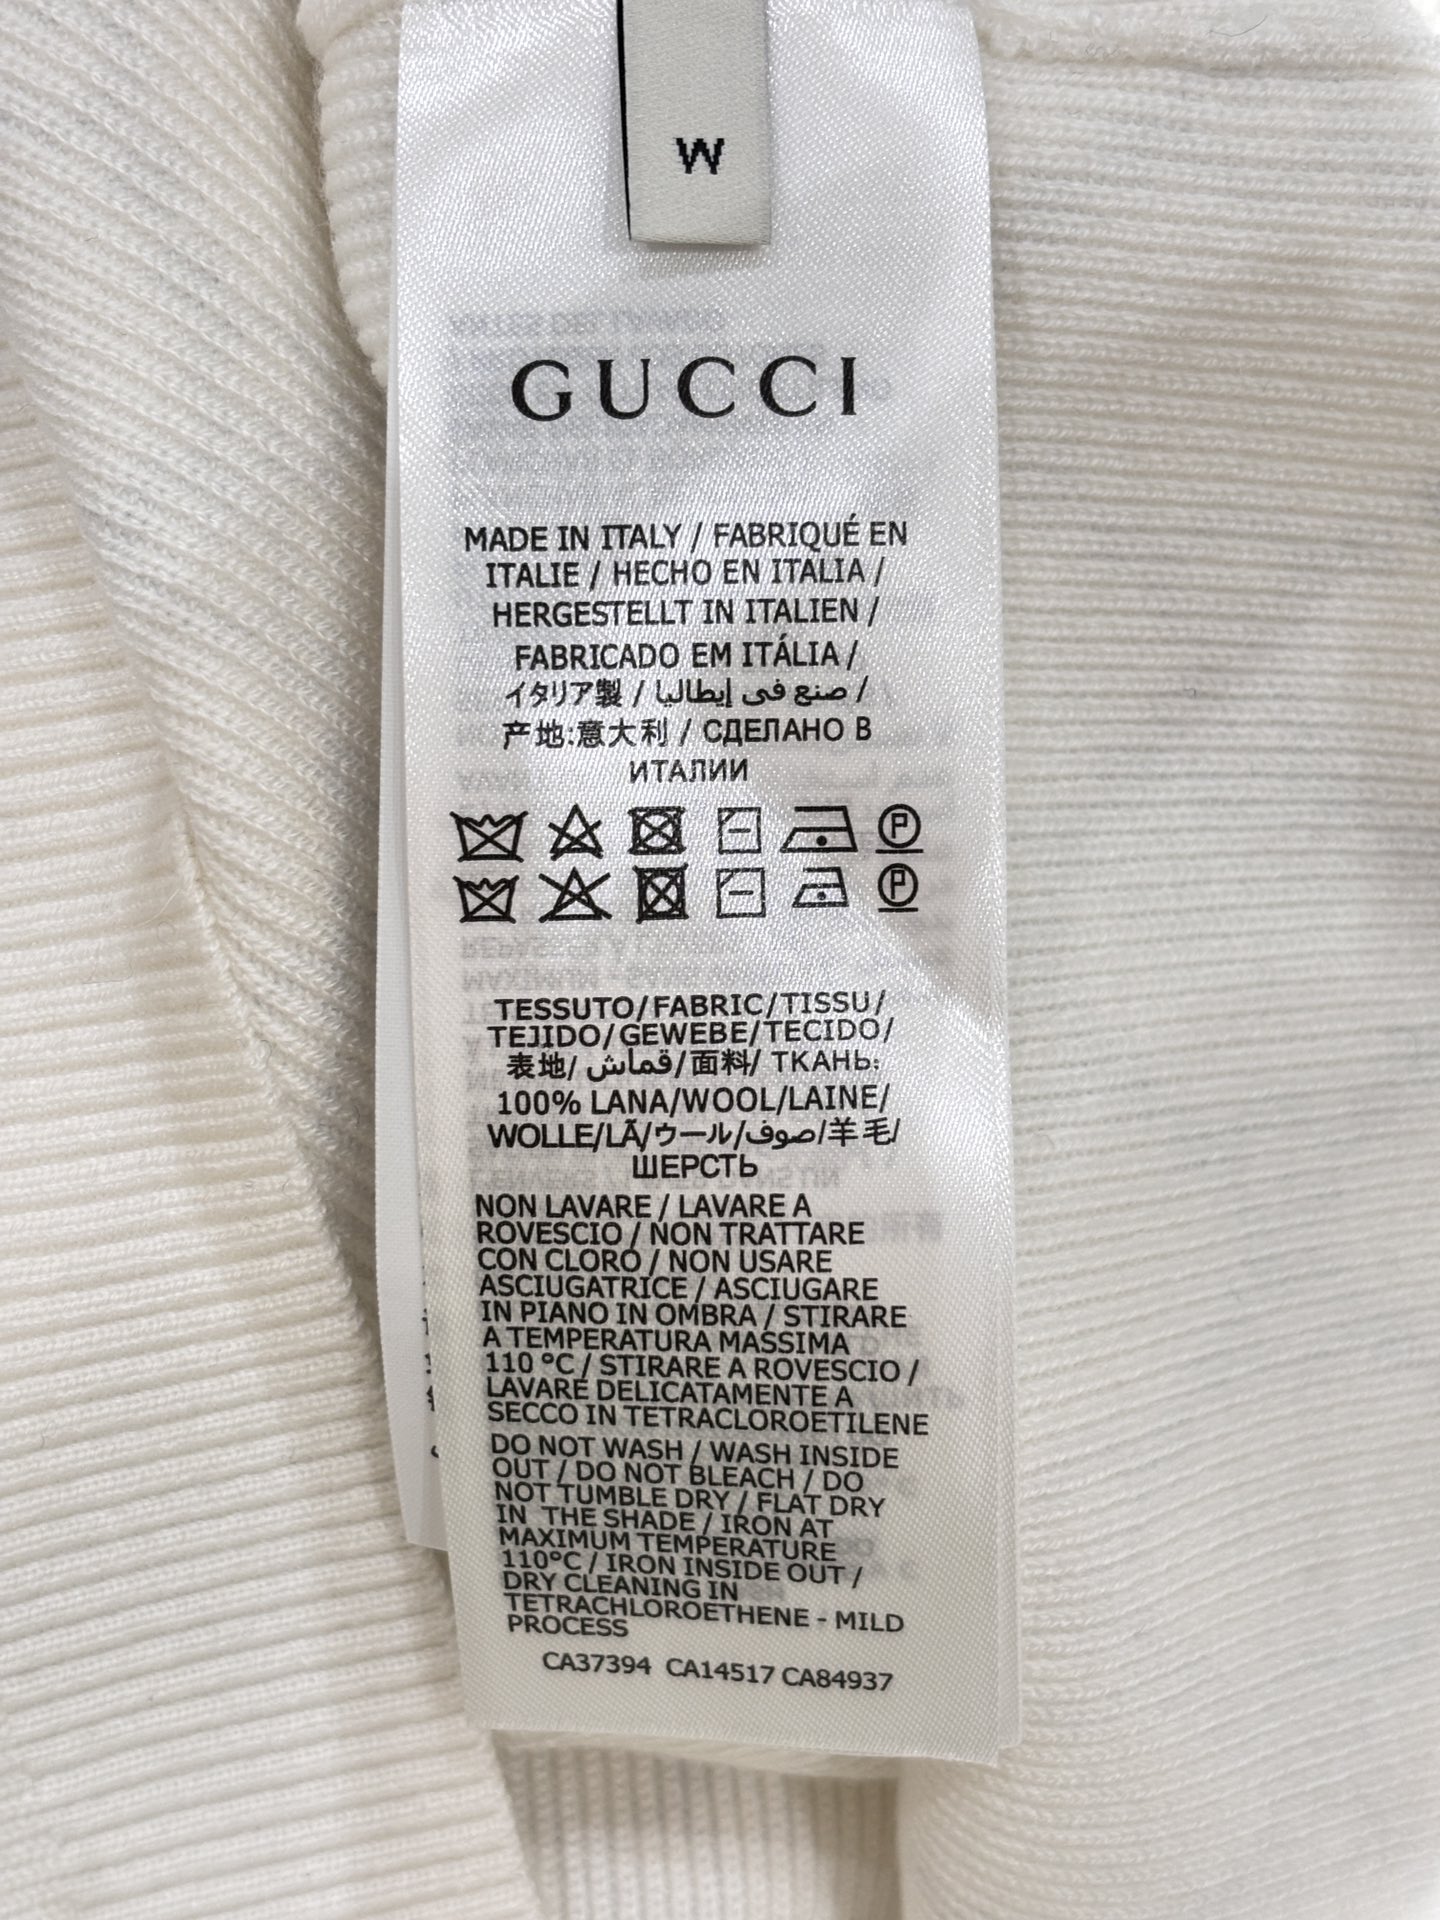 W
GUCCI
MADE IN ITALY / FABRIQUÉ EN
ITALIE / HECHO EN ITALIA /
HERGESTELLT IN ITALIEN /
FABRICADO EM ITÁLIA /
イタリア製 / صنع في إيطاليا /
产地:意大利 / СДЕЛАНО В
ИТАЛИИ
P
P
TESSUTO/FABRIC/TISSU/
TEJIDO/GEWEBE/TECIDO/
表地/ قماش/面料/ ТКАНЬ:
100% LANA/WOOL/LAINE/
WOLLE/LÃ/ウール/صوف/羊毛/
ШЕРСТЬ
NON LAVARE / LAVARE A
ROVESCIO / NON TRATTARE
CON CLORO / NON USARE
ASCIUGATRICE / ASCIUGARE
IN PIANO IN OMBRA / STIRARE
A TEMPERATURA MASSIMA
110 °C / STIRARE A ROVESCIO /
LAVARE DELICATAMENTE A
SECCO IN TETRACLOROETILENE
DO NOT WASH / WASH INSIDE
OUT / DO NOT BLEACH / DO
NOT TUMBLE DRY / FLAT DRY
IN THE SHADE / IRON AT
MAXIMUM TEMPERATURE
110°C / IRON INSIDE OUT /
DRY CLEANING IN
TETRACHLOROETHENE - MILD
PROCESS
CA37394 CA14517 CA84937